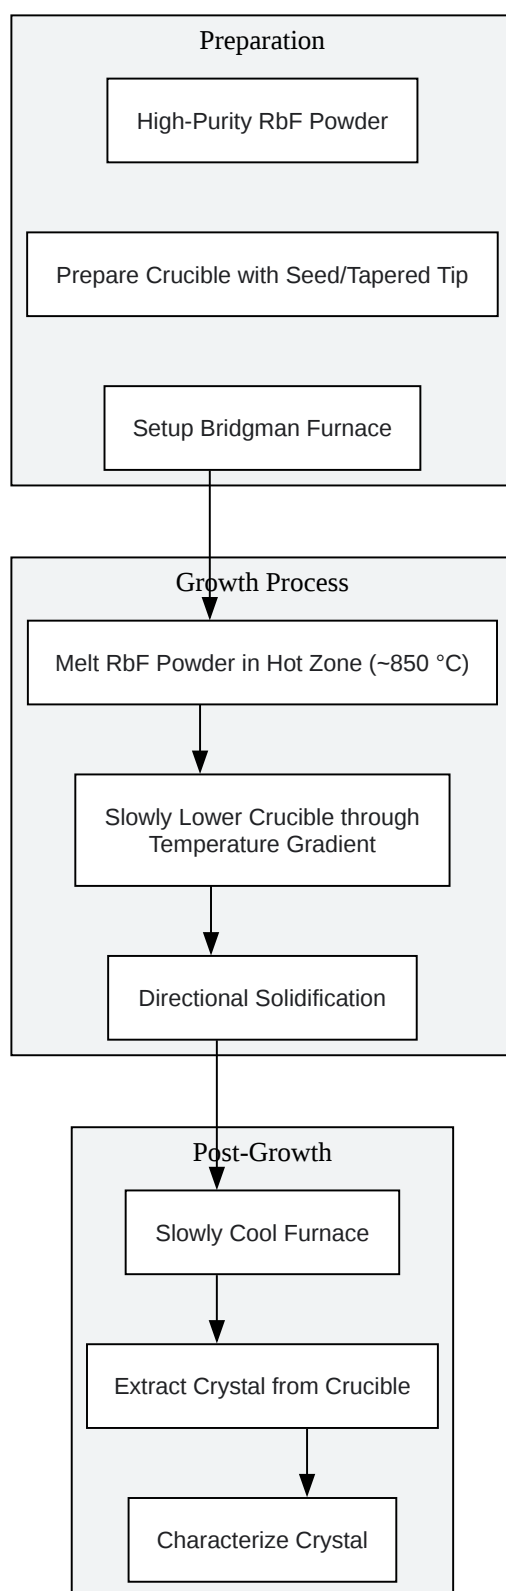 Preparation
High-Purity RbF Powder
Prepare Crucible with Seed/Tapered Tip
Setup Bridgman Furnace
Growth Process
Melt RbF Powder in Hot Zone (~850 °C)
Slowly Lower Crucible through
Temperature Gradient
Directional Solidification
Post-Growth
Slowly Cool Furnace
Extract Crystal from Crucible
Characterize Crystal